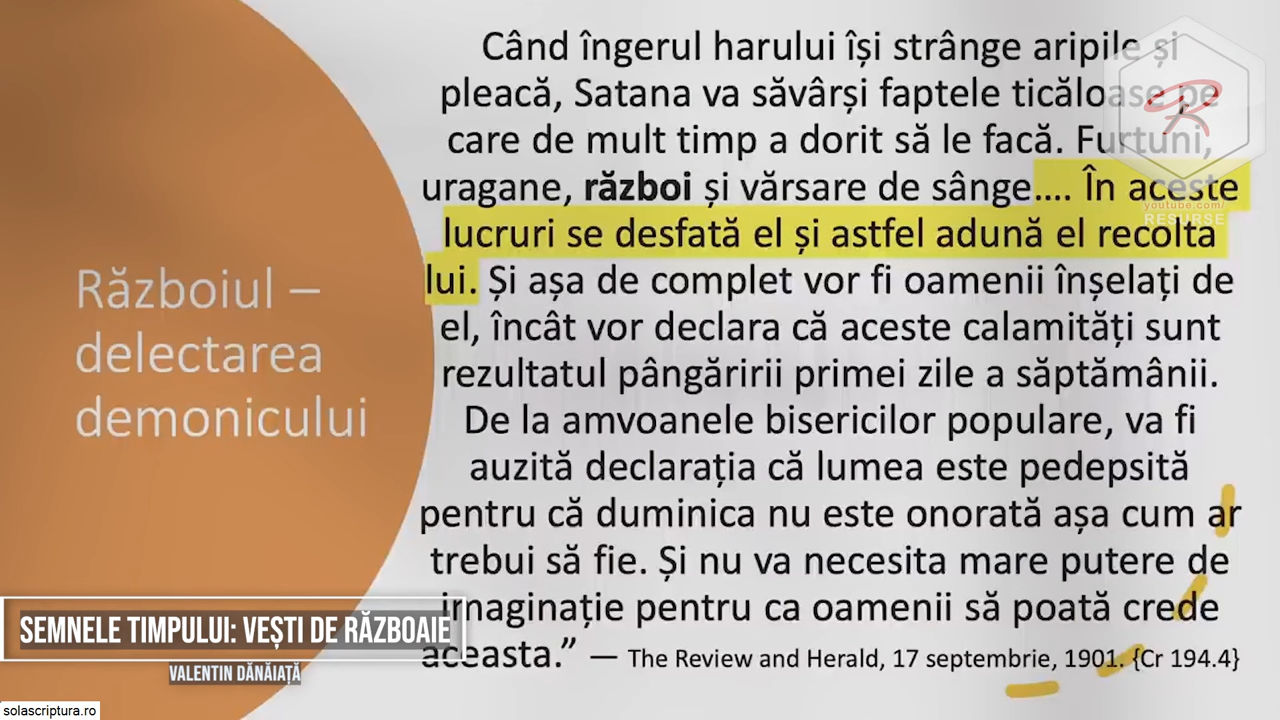 Războiul –
delectarea
demonicului
Când îngerul harului își strânge aripile și
pleacă, Satana va săvârși faptele ticăloase pe
care de mult timp a dorit să le facă. Furtuni,
uragane, război și vărsare de sânge.... În aceste
lucruri se desfată el și astfel adună el recolta
lui. Și așa de complet vor fi oamenii înșelați de
el, încât vor declara că aceste calamități sunt
rezultatul pângăririi primei zile a săptămânii.
De la amvoanele bisericilor populare, va fi
auzită declarația că lumea este pedepsită
pentru că duminica nu este onorată așa cum ar
trebui să fie. Și nu va necesita mare putere de
imaginație pentru ca oamenii să poată crede
aceasta.” — The Review and Herald, 17 septembrie, 1901. {Cr 194.4}
R
youtube.com/
RESURSE
SEMNELE TIMPULUI: VEȘTI DE RĂZBOAIE
VALENTIN DĂNĂIAȚĂ
solascriptura.ro